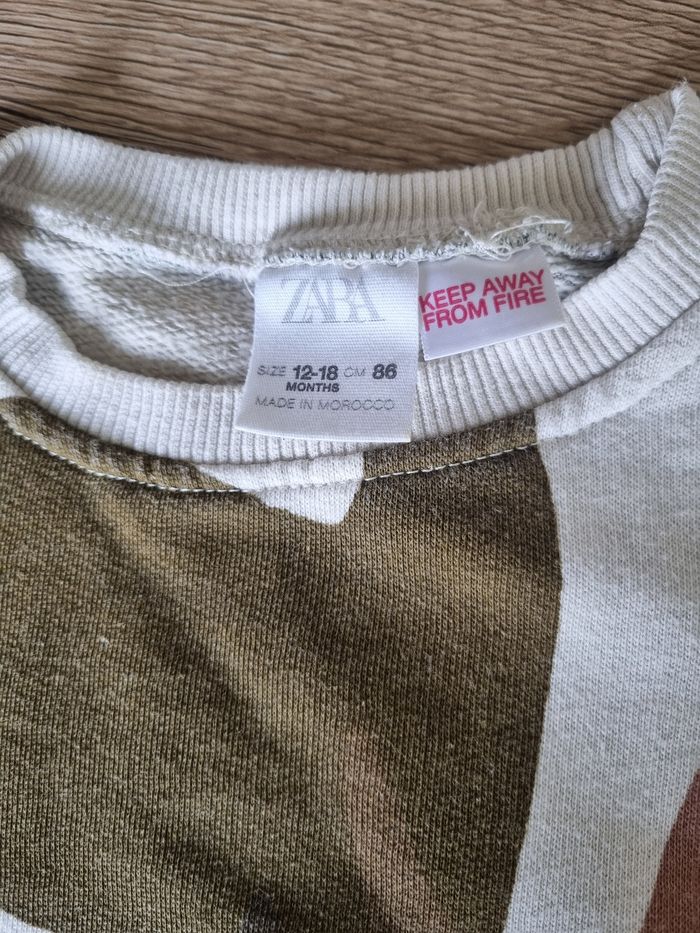 ZARA
SIZE 12-18 CM 86
MONTHS
MADE IN MOROCCO
KEEP AWAY
FROM FIRE